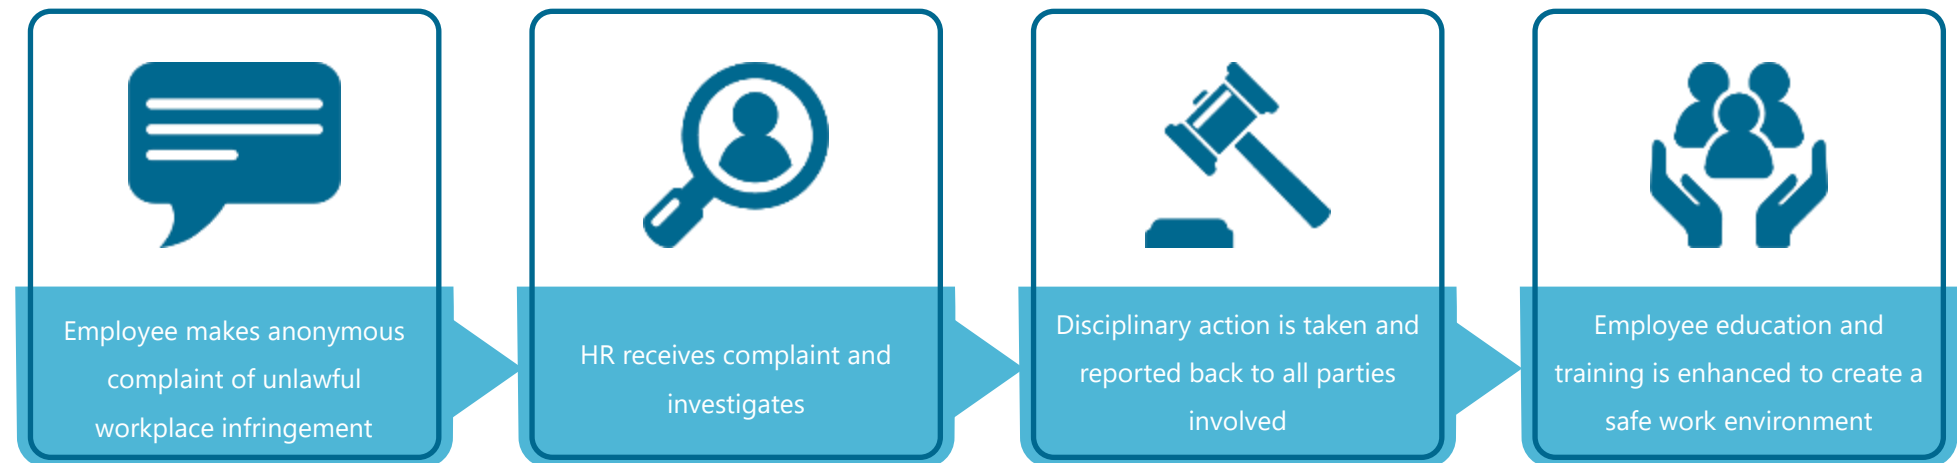 Employee makes anonymous
complaint of unlawful
workplace infringement
HR receives complaint and
investigates
Disciplinary action is taken and
reported back to all parties
involved
Employee education and
training is enhanced to create a
safe work environment